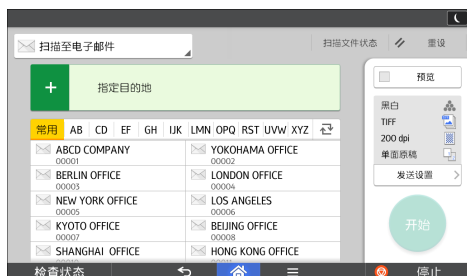 扫描至电子邮件
扫描文件状态
重设
指定目的地
预览
常用 AB CD EF GH IJK LMN OPQ RST UVW XYZ
ABCD COMPANY
00001
YOKOHAMA OFFICE
00002
BERLIN OFFICE
00003
LONDON OFFICE
00004
NEW YORK OFFICE
00005
LOS ANGELES
00006
KYOTO OFFICE
00007
BEIJING OFFICE
00008
SHANGHAI OFFICE
HONG KONG OFFICE
黑白
TIFF
200 dpi
单面原稿
发送设置
开始
检查状态
停止